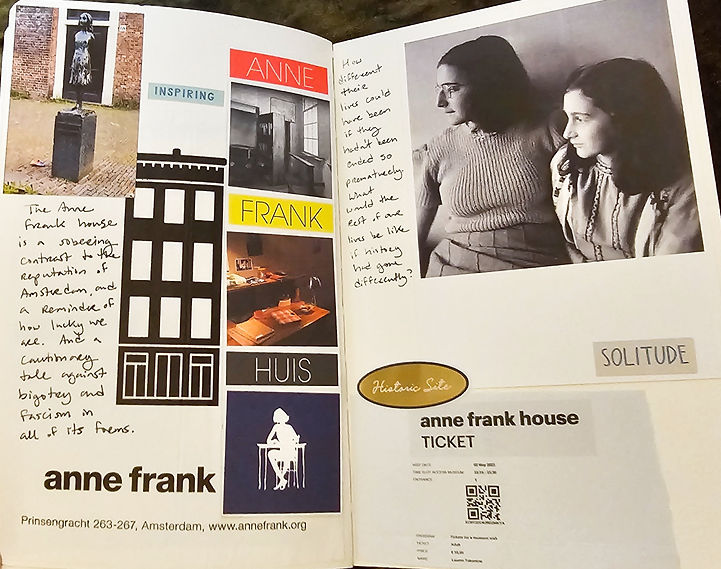 INSPIRING
The Anne
Frank house
is a sobering
contrast to the
reputation of
Amsterdam, and
a reminder of
how lucky we
are. And a
cautionary
tale against
bigotry and
fascism in
all of its forms.
ANNE
FRANK
HUIS
anne frank
Prinsengracht 263-267, Amsterdam, www.annefrank.org
How
different
their
lives could
have been
if they
hadn't been
ended so
prematurely.
What
would the
rest of our
lives be like
if history
had gone
differently?
SOLITUDE
Historic Site
anne frank house
TICKET